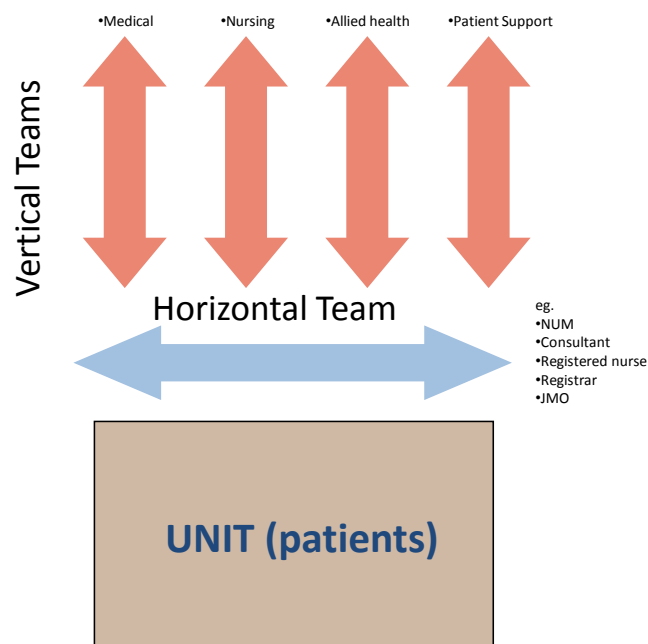 •Medical
•Nursing
•Allied health
•Patient Support
Vertical Teams
Horizontal Team
eg.
•NUM
•Consultant
•Registered nurse
•Registrar
•JMO
UNIT (patients)